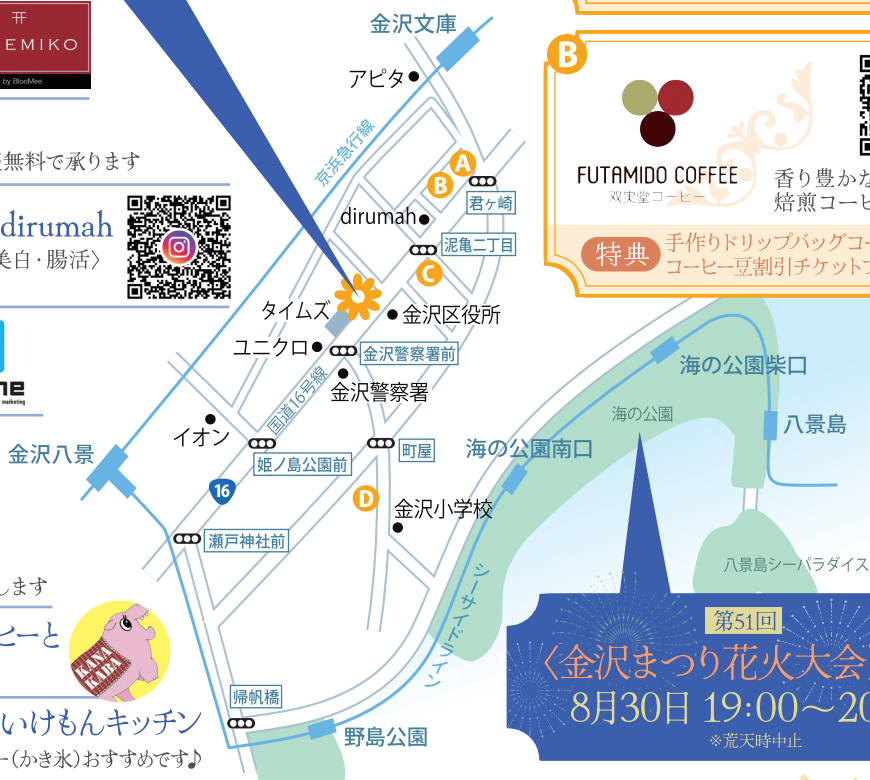 EMIKO
by BlooMee
無料で承ります
dirumah
美白・腸活〉
ne
marketing
します
ヒーと
KANA
KABA
いけもんキッチン
ー（かき氷）おすすめです♪
金沢文庫
アピタ
京浜急行線
A
B
君ヶ崎
dirumah
泥亀二丁目
C
タイムズ
金沢区役所
ユニクロ
金沢警察署前
金沢警察署
国道16号線
イオン
金沢八景
姫ノ島公園前
町屋
16
D
金沢小学校
瀬戸神社前
帰帆橋
野島公園
シーサイドライン
海の公園南口
海の公園
海の公園柴口
八景島
八景島シーパラダイス
B
FUTAMIDO COFFEE
双実堂コーヒー
香り豊かな
焙煎コーヒ
特典
手作りドリップバッグコー
コーヒー豆割引チケットプ
第51回
〈金沢まつり花火大会
8月30日 19:00〜20
※荒天時中止